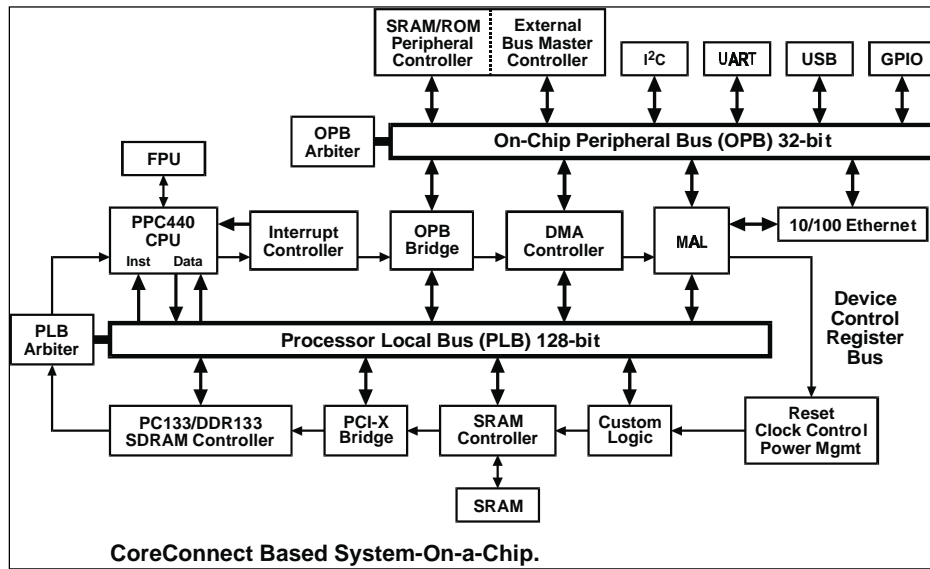 SRAM/ROM
Peripheral
Controller
External
Bus Master
Controller
I²C
UART
USB
GPIO
OPB
Arbiter
On-Chip Peripheral Bus (OPB) 32-bit
FPU
PPC440
CPU
Inst Data
Interrupt
Controller
OPB
Bridge
DMA
Controller
MAL
10/100 Ethernet
PLB
Arbiter
Processor Local Bus (PLB) 128-bit
Device
Control
Register
Bus
PC133/DDR133
SDRAM Controller
PCI-X
Bridge
SRAM
Controller
Custom
Logic
Reset
Clock Control
Power Mgmt
SRAM
CoreConnect Based System-On-a-Chip.